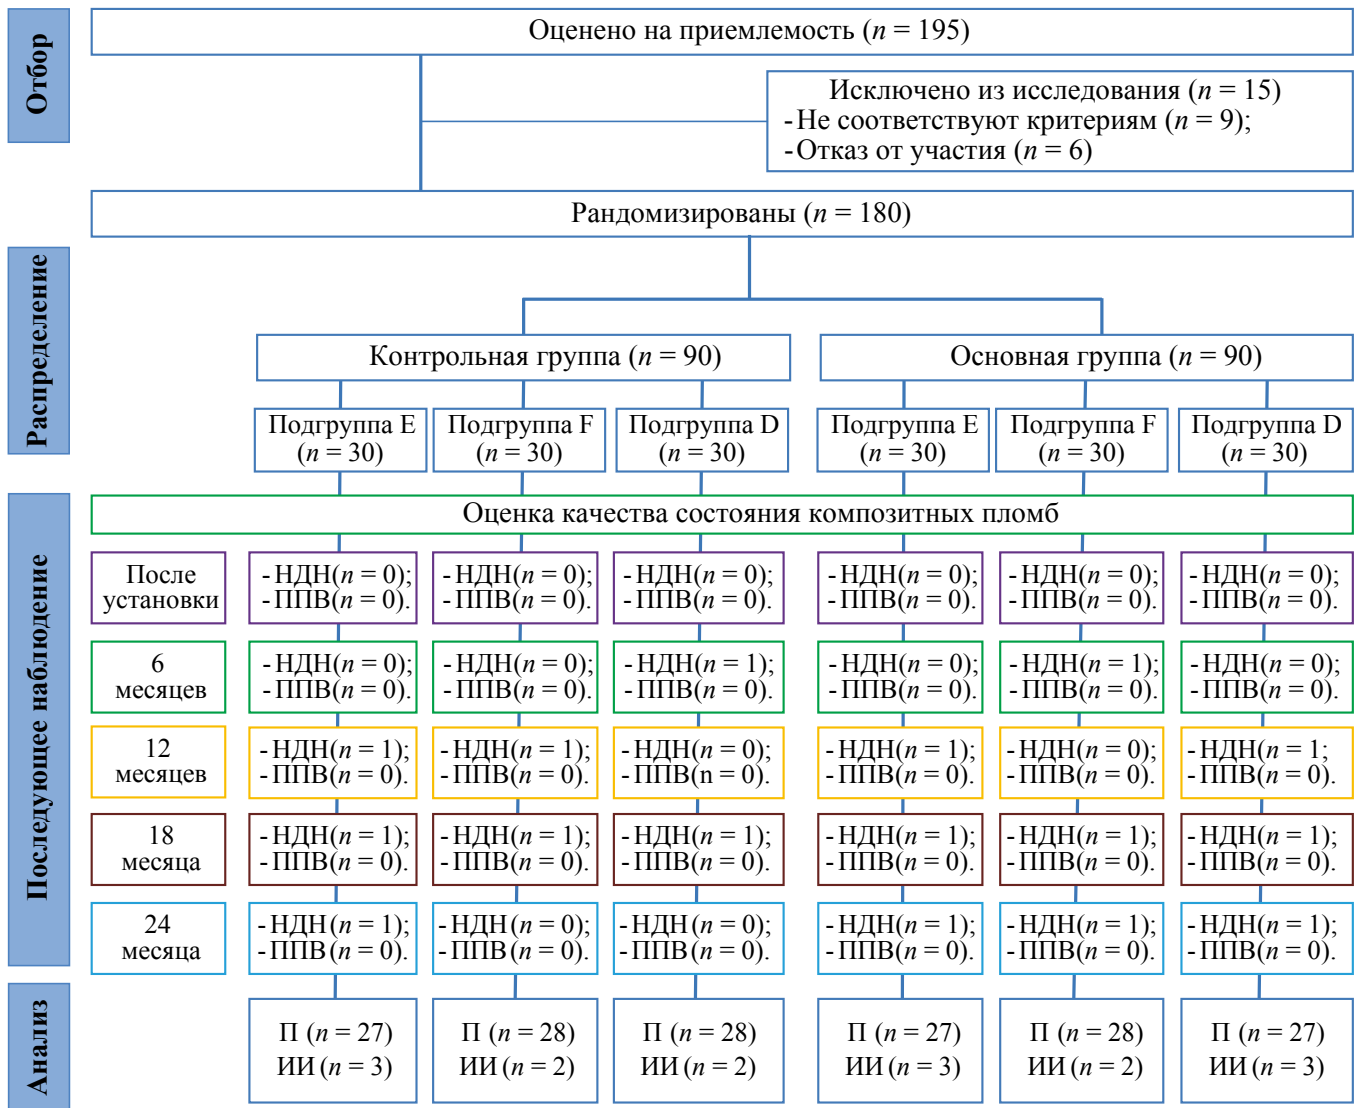 Отбор
Оценено на приемлемость (n = 195)
Исключено из исследования (n = 15)
-Не соответствуют критериям (n = 9);
-Отказ от участия (n = 6)
Рандомизированы (n = 180)
Распределение
Контрольная группа (n = 90)
Основная группа (n = 90)
Подгруппа E
(n = 30)
Подгруппа F
(n = 30)
Подгруппа D
(n = 30)
Подгруппа E
(n = 30)
Подгруппа F
(n = 30)
Подгруппа D
(n = 30)
Последующее наблюдение
Оценка качества состояния композитных пломб
После
установки
-НДН(n = 0);
-ППВ(n = 0).
-НДН(n = 0);
-ППВ(n = 0).
-НДН(n = 0);
-ППВ(n = 0).
-НДН(n = 0);
-ППВ(n = 0).
-НДН(n = 0);
-ППВ(n = 0).
-НДН(n = 0);
-ППВ(n = 0).
6
месяцев
-НДН(n = 0);
-ППВ(n = 0).
-НДН(n = 0);
-ППВ(n = 0).
-НДН(n = 1);
-ППВ(n = 0).
-НДН(n = 0);
-ППВ(n = 0).
-НДН(n = 1);
-ППВ(n = 0).
-НДН(n = 0);
-ППВ(n = 0).
12
месяцев
-НДН(n = 1);
-ППВ(n = 0).
-НДН(n = 1);
-ППВ(n = 0).
-НДН(n = 0);
-ППВ(n = 0).
-НДН(n = 1);
-ППВ(n = 0).
-НДН(n = 0);
-ППВ(n = 0).
-НДН(n = 1;
-ППВ(n = 0).
18
месяца
-НДН(n = 1);
-ППВ(n = 0).
-НДН(n = 1);
-ППВ(n = 0).
-НДН(n = 1);
-ППВ(n = 0).
-НДН(n = 1);
-ППВ(n = 0).
-НДН(n = 1);
-ППВ(n = 0).
-НДН(n = 1);
-ППВ(n = 0).
24
месяца
-НДН(n = 1);
-ППВ(n = 0).
-НДН(n = 0);
-ППВ(n = 0).
-НДН(n = 0);
-ППВ(n = 0).
-НДН(n = 1);
-ППВ(n = 0).
-НДН(n = 1);
-ППВ(n = 0).
-НДН(n = 1);
-ППВ(n = 0).
Анализ
П (n = 27)
ИИ (n = 3)
П (n = 28)
ИИ (n = 2)
П (n = 28)
ИИ (n = 2)
П (n = 27)
ИИ (n = 3)
П (n = 28)
ИИ (n = 2)
П (n = 27)
ИИ (n = 3)